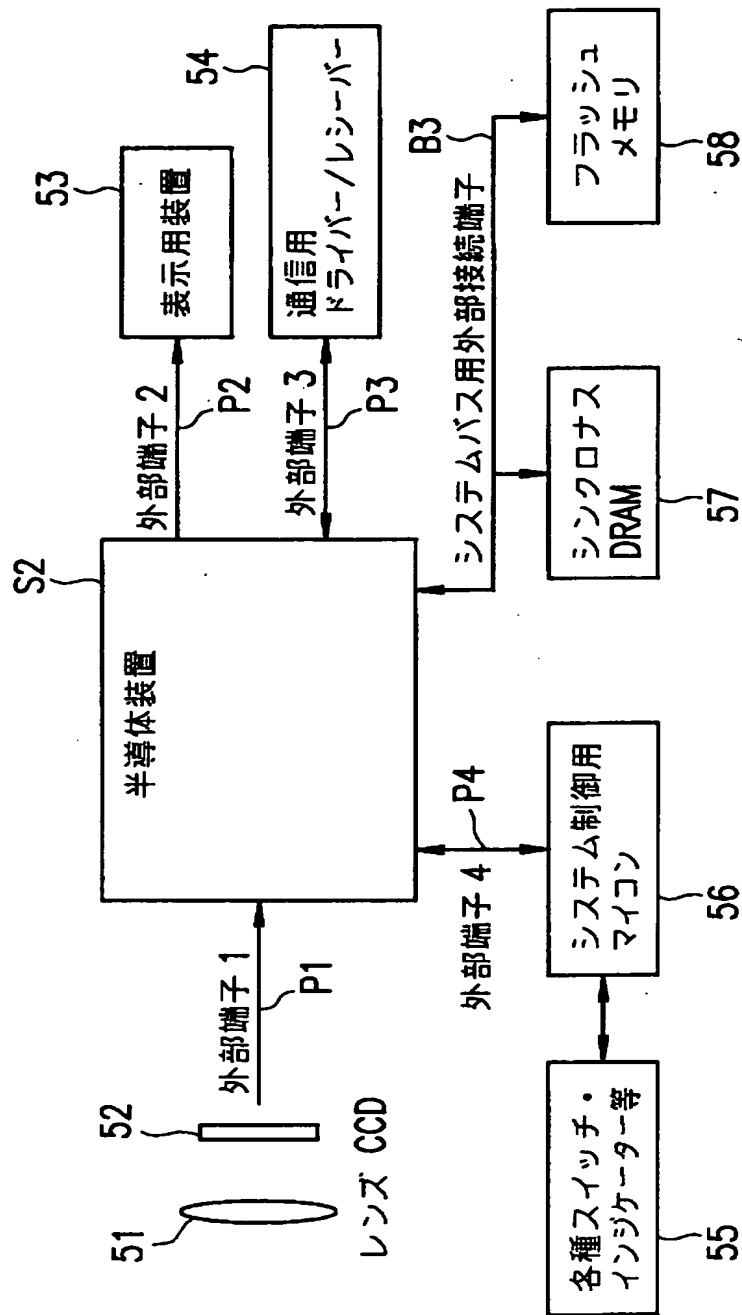 51
レンズ
52
CCD
外部端子 1
P1
S2
半導体装置
外部端子 2
P2
53
表示用装置
外部端子 3
P3
54
通信用
ドライバー/レシーバー
外部端子 4
P4
システムバス用外部接続端子
B3
各種スイッチ・
インジケーター等
55
システム制御用
マイコン
56
シンクロナス
DRAM
57
フラッシュ
メモリ
58